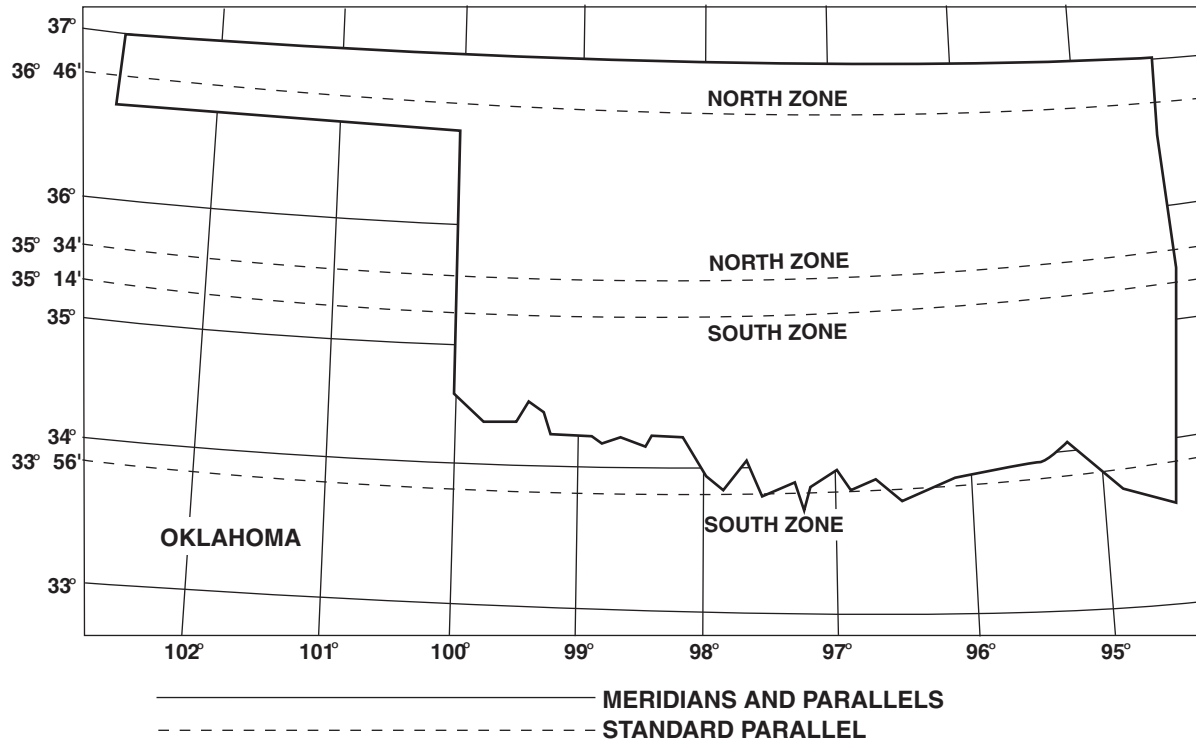 37°
36° 46'
NORTH ZONE
36°
35° 34'
NORTH ZONE
35° 14'
35°
SOUTH ZONE
34°
33° 56'
SOUTH ZONE
OKLAHOMA
33°
102° 101° 100° 99° 98° 97° 96° 95°
MERIDIANS AND PARALLELS
STANDARD PARALLEL